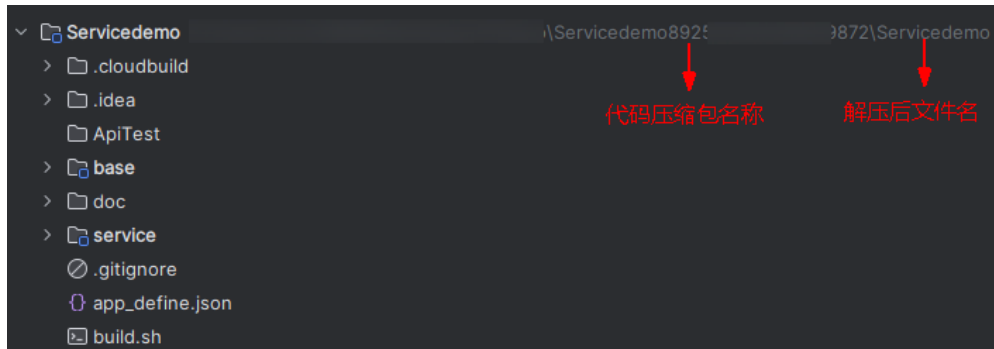 Servicedemo \Servicedemo892 9872\Servicedemo
.cloudbuild
代码压缩包名称 解压后文件名
.idea
ApiTest
base
doc
service
.gitignore
{} app_define.json
build.sh